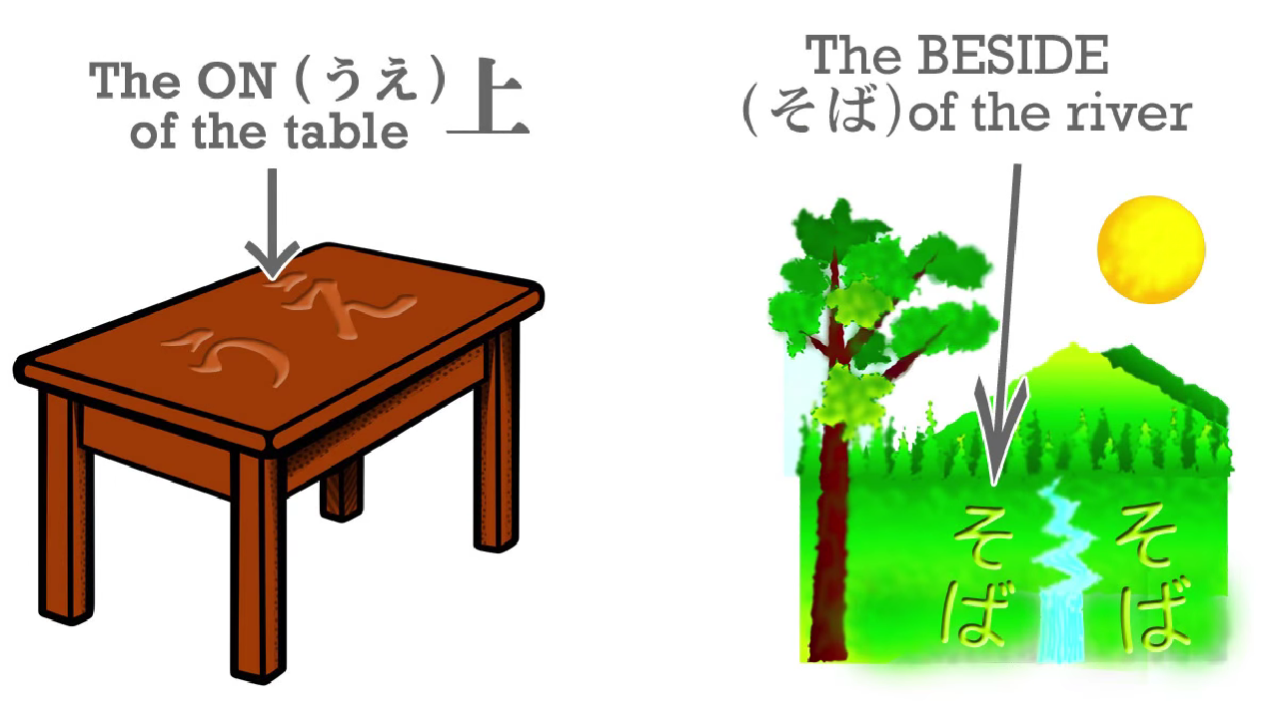 The ON (うえ) 上
of the table
うえ
The BESIDE
(そば)of the river
そば
そば